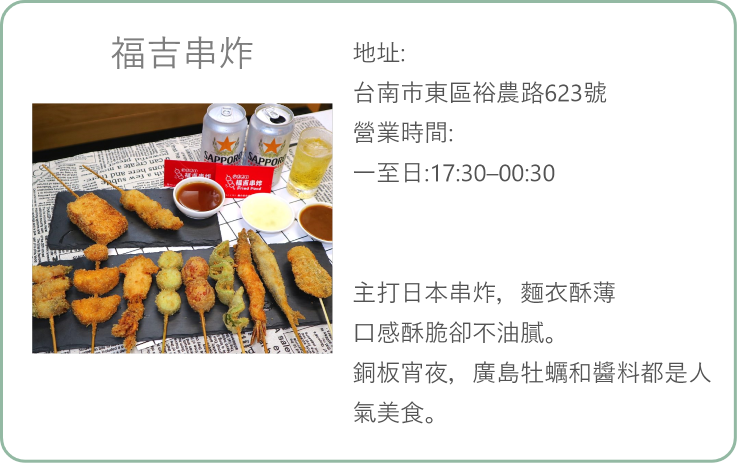 福吉串炸
地址:
台南市東區裕農路623號
營業時間:
一至日:17:30–00:30
主打日本串炸，麵衣酥薄
口感酥脆卻不油膩。
銅板宵夜，廣島牡蠣和醬料都是人
氣美食。
SAPPORO
SAPPORO
福吉串炸
福吉串炸
Fried Food